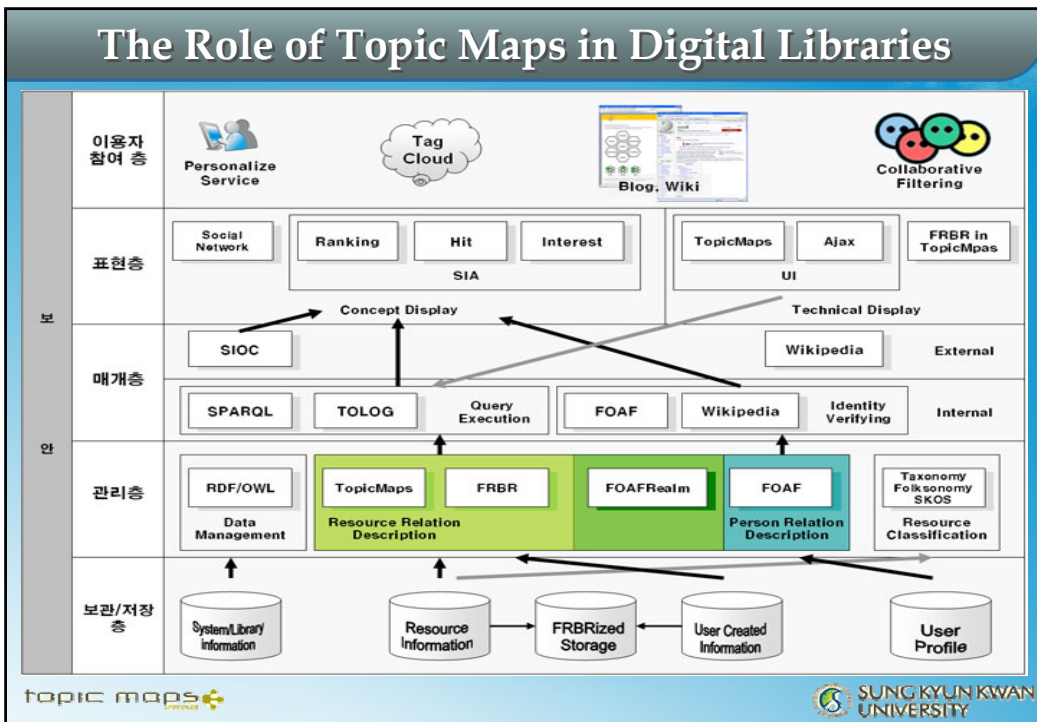 The Role of Topic Maps in Digital Libraries
보
안
이용자
참여 층
Personalize
Service
Tag
Cloud
Blog, Wiki
Collaborative
Filtering
표현층
Social
Network
Ranking
Hit
Interest
SIA
TopicMaps
Ajax
UI
FRBR in
TopicMpas
Concept Display
Technical Display
매개층
SIOC
Wikipedia
External
SPARQL
TOLOG
Query
Execution
FOAF
Wikipedia
Identity
Verifying
Internal
관리층
RDF/OWL
Data
Management
TopicMaps
FRBR
Resource Relation
Description
FOAFRealm
FOAF
Person Relation
Description
Taxonomy
Folksonomy
SKOS
Resource
Classification
보관/저장
층
System/Library
information
Resource
Information
FRBRized
Storage
User Created
Information
User
Profile
topic maps
SUNG KYUN KWAN
UNIVERSITY